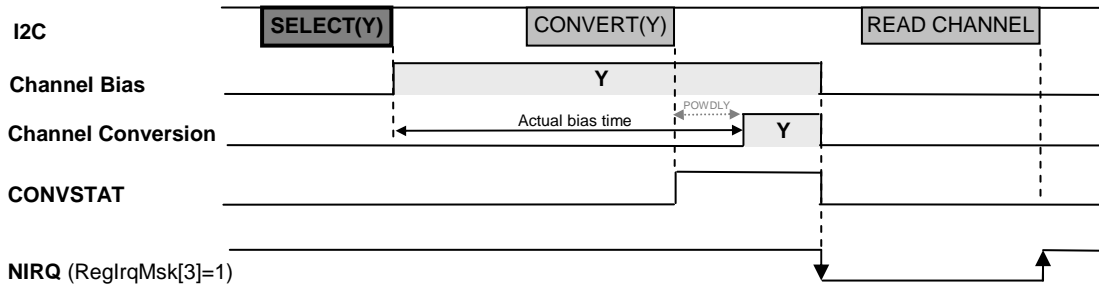 I2C SELECT(Y) CONVERT(Y) READ CHANNEL
Channel Bias Y
POWDLY
Channel Conversion Actual bias time Y
CONVSTAT
NIRQ (RegIrqMsk[3]=1)